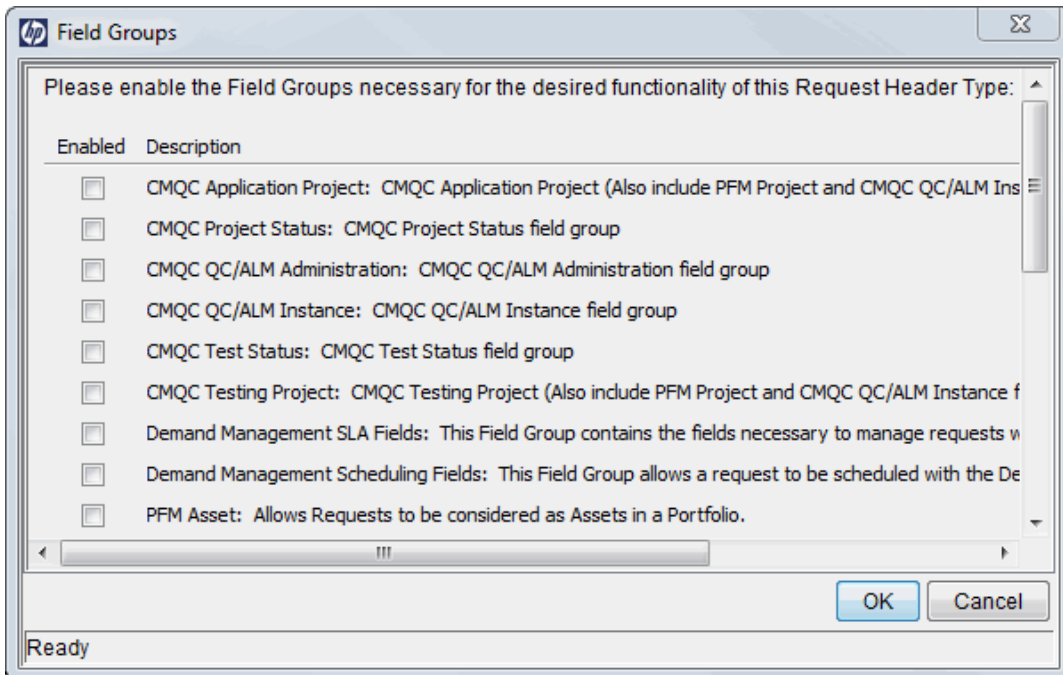 hp Field Groups
Please enable the Field Groups necessary for the desired functionality of this Request Header Type:
Enabled Description
CMQC Application Project: CMQC Application Project (Also include PFM Project and CMQC QC/ALM Ins
CMQC Project Status: CMQC Project Status field group
CMQC QC/ALM Administration: CMQC QC/ALM Administration field group
CMQC QC/ALM Instance: CMQC QC/ALM Instance field group
CMQC Test Status: CMQC Test Status field group
CMQC Testing Project: CMQC Testing Project (Also include PFM Project and CMQC QC/ALM Instance f
Demand Management SLA Fields: This Field Group contains the fields necessary to manage requests w
Demand Management Scheduling Fields: This Field Group allows a request to be scheduled with the De
PFM Asset: Allows Requests to be considered as Assets in a Portfolio.
OK Cancel
Ready